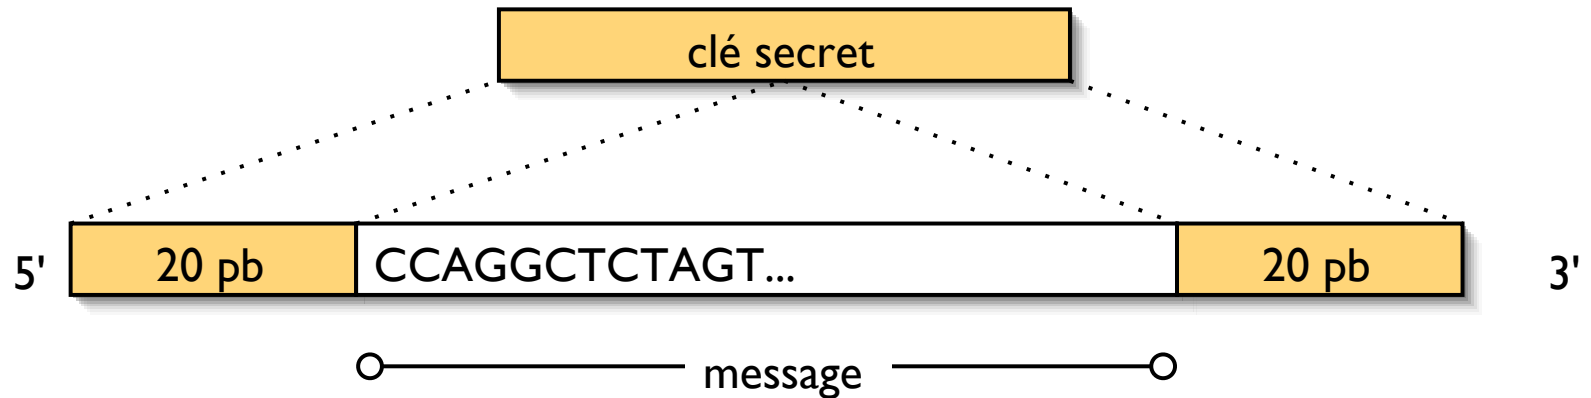 clé secret
5' 20 pb CCAGGCTCTAGT... 20 pb 3'
message